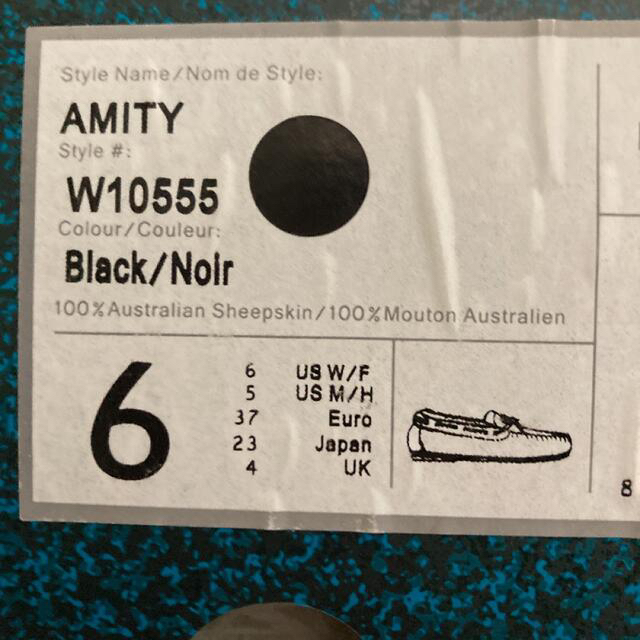 Style Name/Nom de Style:
AMITY
Style #:
W10555
Colour/Couleur:
Black/Noir
100%Australian Sheepskin/100%Mouton Australien
6
6 US W/F
5 US M/H
37 Euro
23 Japan
4 UK
8